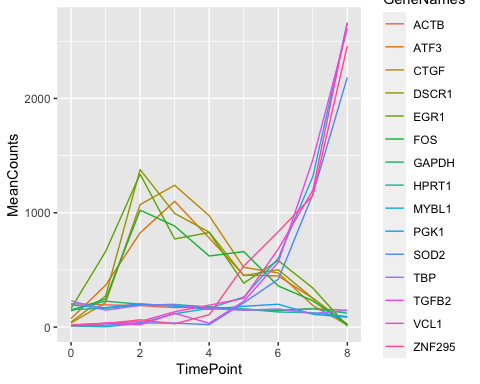 GeneNames
ACTB
ATF3
CTGF
DSCR1
EGR1
FOS
GAPDH
HPRT1
MYBL1
PGK1
SOD2
TBP
TGFB2
VCL1
ZNF295
MeanCounts
2000
1000
0
0 2 4 6 8
TimePoint